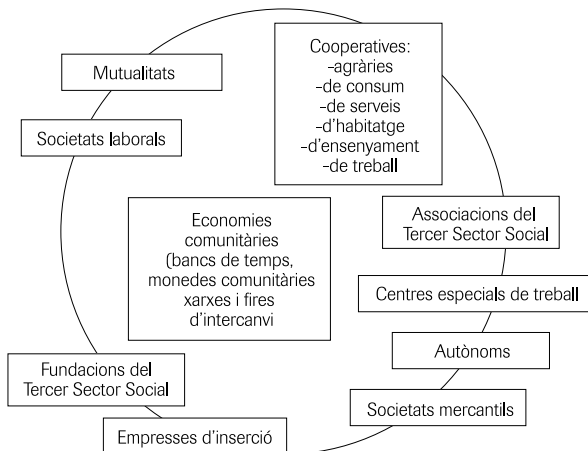 Cooperatives:
-agràries
-de consum
-de serveis
-d'habitatge
-d'ensenyament
-de treball
Mutualitats
Societats laborals
Economies
comunitàries
(bancs de temps,
monedes comunitàries
xarxes i fires
d'intercanvi
Associacions del
Tercer Sector Social
Centres especials de treball
Autònoms
Societats mercantils
Fundacions del
Tercer Sector Social
Empresses d'inserció